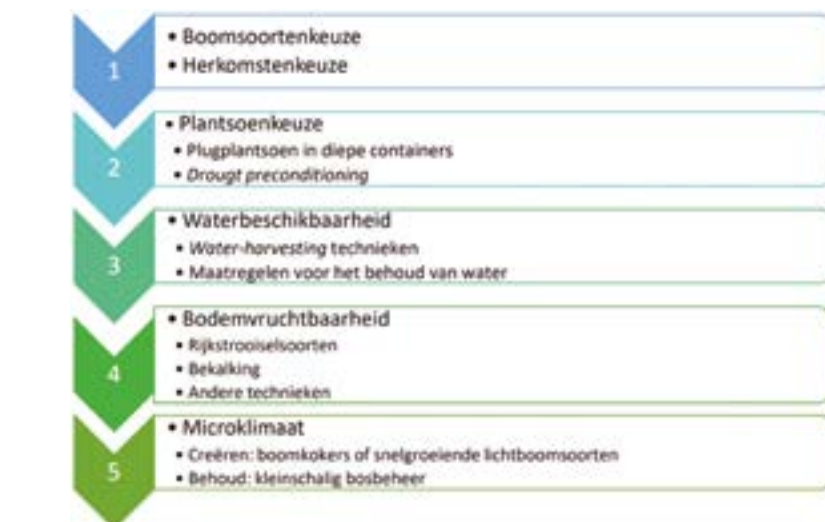 1
• Boomsoortenkeuze
• Herkomstenkeuze
2
• Plantsoenkeuze
• Plugplantsoen in diepe containers
• Drougt preconditioning
3
• Waterbeschikbaarheid
• Water-harvesting technieken
• Maatregelen voor het behoud van water
4
• Bodemvruchtbaarheid
• Rijkstrooiselsoorten
• Bekalking
• Andere technieken
5
• Microklimaat
• Creëren: boomkokers of snelgroeiende lichtboomsoorten
• Behoud: kleinschalig bosbeheer